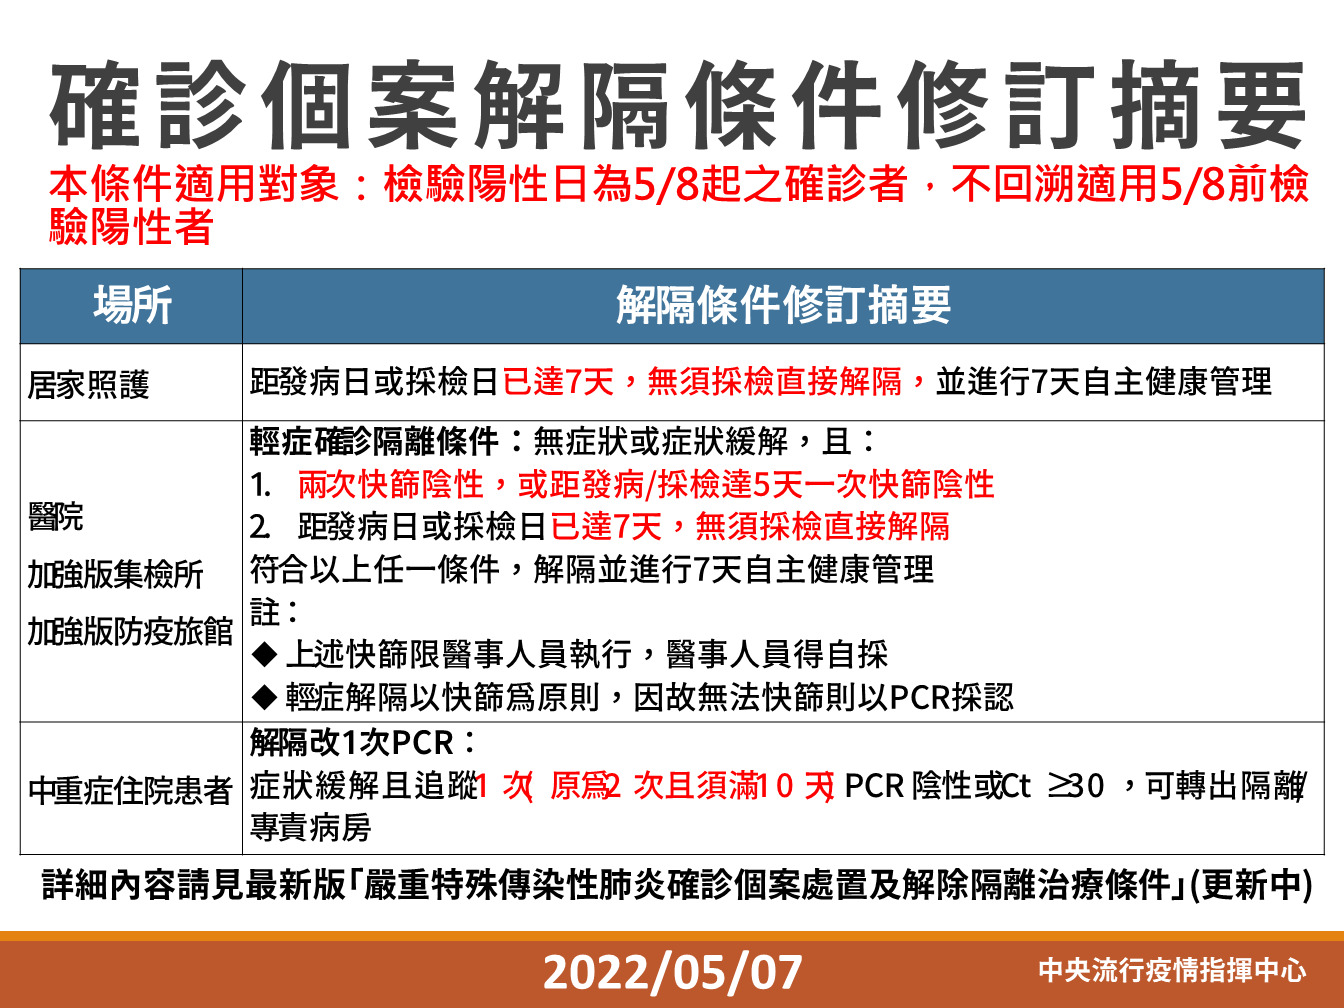 確診個案解隔條件修訂摘要
本條件適用對象：檢驗陽性日為5/8起之確診者，不回溯適用5/8前檢
驗陽性者
場所
解隔條件修訂摘要
居家照護
距發病日或採檢日已達7天，無須採檢直接解隔，並進行7天自主健康管理
醫院
加強版集檢所
加強版防疫旅館
輕症確診隔離條件：無症狀或症狀緩解，且：
1. 兩次快篩陰性，或距發病/採檢達5天一次快篩陰性
2. 距發病日或採檢日已達7天，無須採檢直接解隔
符合以上任一條件，解隔並進行7天自主健康管理
註：
◆ 上述快篩限醫事人員執行，醫事人員得自採
◆ 輕症解隔以快篩為原則，因故無法快篩則以PCR採認
中重症住院患者
解隔改1次PCR：
症狀緩解且追蹤1次(原為2次且須滿10天)PCR陰性或Ct ≥30，可轉出隔離/
專責病房
詳細內容請見最新版「嚴重特殊傳染性肺炎確診個案處置及解除隔離治療條件」(更新中)
2022/05/07
中央流行疫情指揮中心